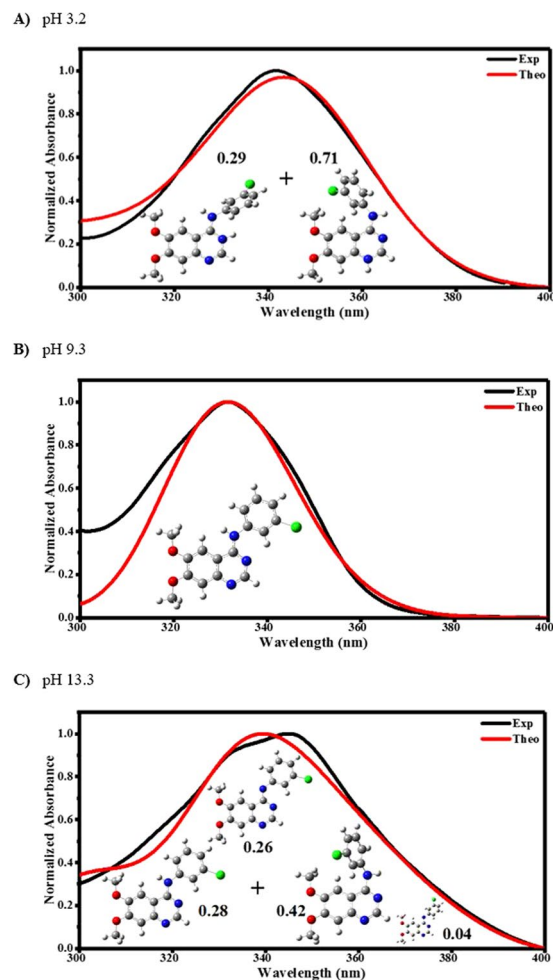 A) pH 3.2
Exp
Theo
Normalized Absorbance
1.0
0.8
0.6
0.4
0.2
0.0
0.29
+
0.71
300
320
340
360
380
400
Wavelength (nm)
B) pH 9.3
Exp
Theo
Normalized Absorbance
1.0
0.8
0.6
0.4
0.2
0.0
300
320
340
360
380
400
Wavelength (nm)
C) pH 13.3
Exp
Theo
Normalized Absorbance
1.0
0.8
0.6
0.4
0.2
0.0
0.26
0.28
+
0.42
0.04
300
320
340
360
380
400
Wavelength (nm)